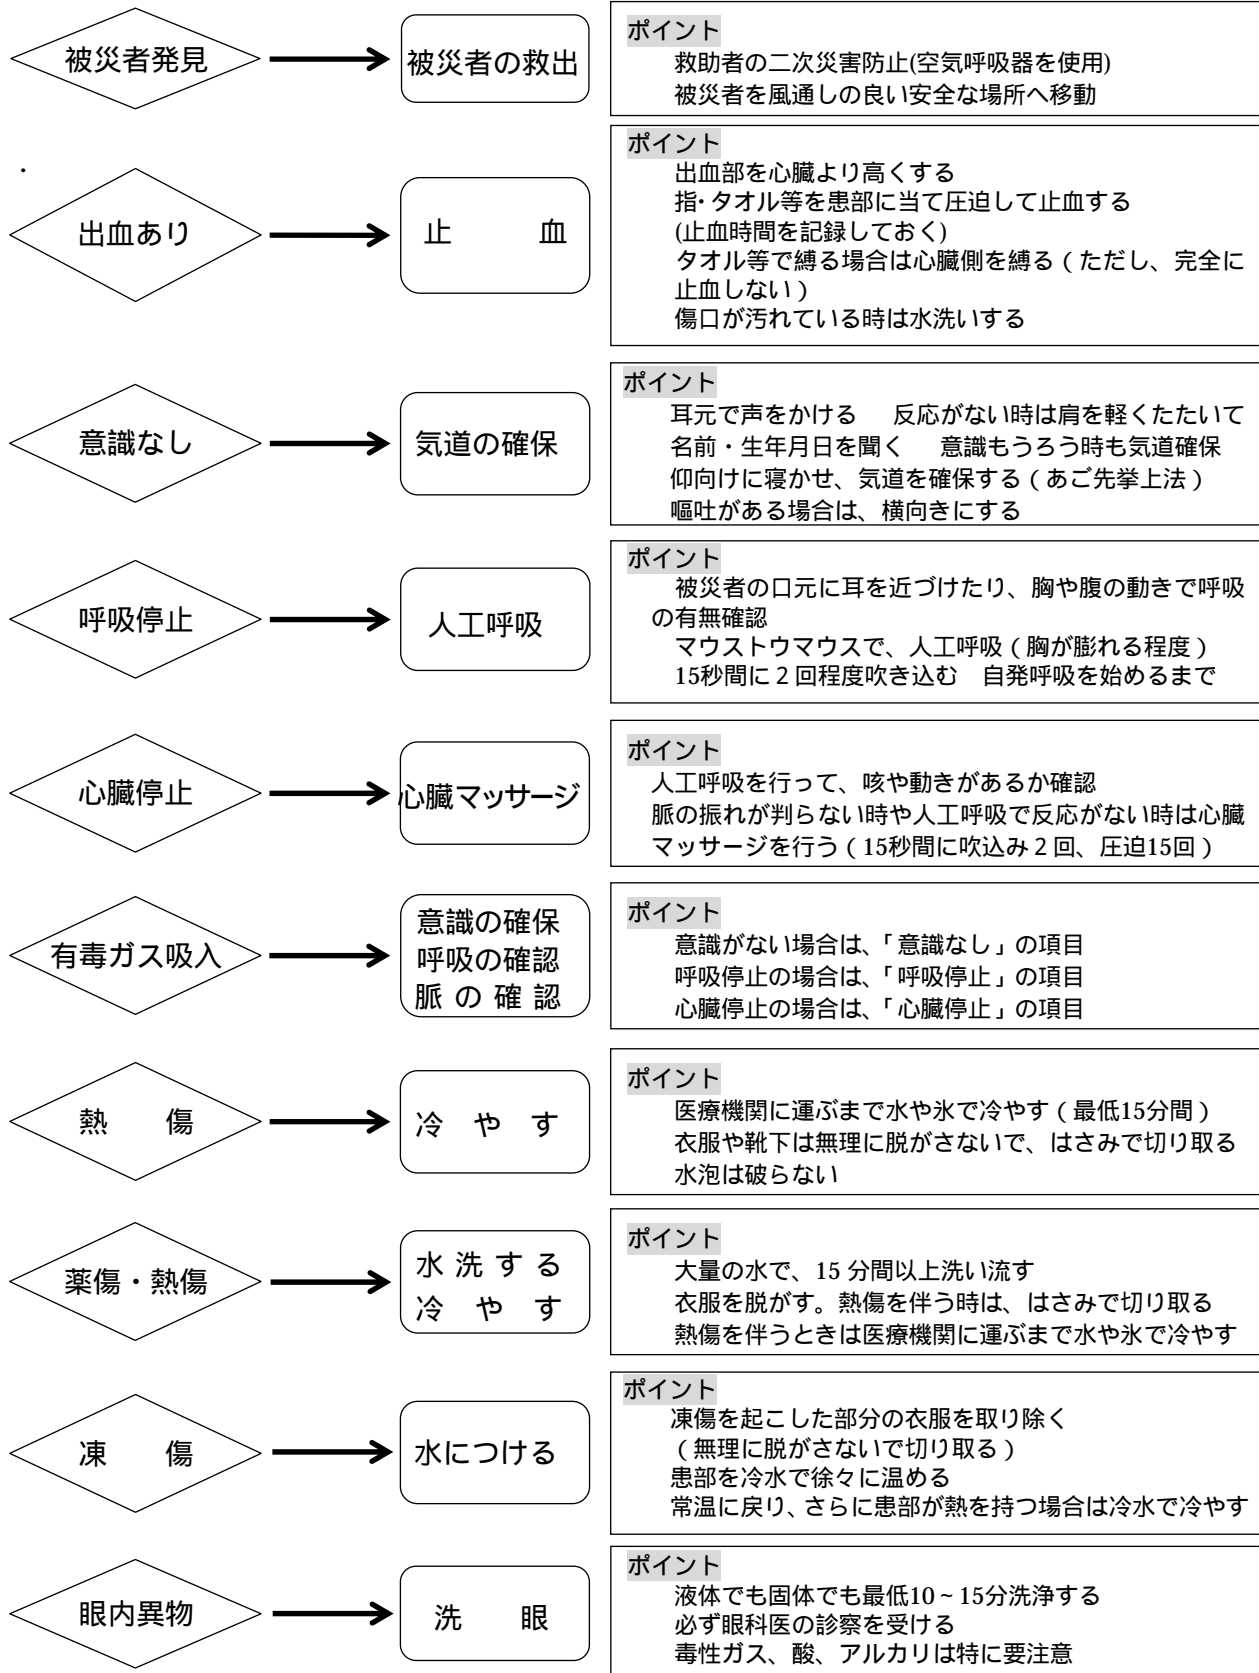 被災者発見
被災者の救出
ポイント
救助者の二次災害防止(空気呼吸器を使用)
被災者を風通しの良い安全な場所へ移動
出血あり
止 血
ポイント
出血部を心臓より高くする
指・タオル等を患部に当て圧迫して止血する
(止血時間を記録しておく)
タオル等で縛る場合は心臓側を縛る(ただし、完全に
止血しない)
傷口が汚れている時は水洗いする
意識なし
気道の確保
ポイント
耳元で声をかける 反応がない時は肩を軽くたたいて
名前・生年月日を聞く 意識もうろう時も気道確保
仰向けに寝かせ、気道を確保する(あご先挙上法)
嘔吐がある場合は、横向きにする
呼吸停止
人工呼吸
ポイント
被災者の口元に耳を近づけたり、胸や腹の動きで呼吸
の有無確認
マウストウマウスで、人工呼吸(胸が膨れる程度)
15秒間に2回程度吹き込む 自発呼吸を始めるまで
心臓停止
心臓マッサージ
ポイント
人工呼吸を行って、咳や動きがあるか確認
脈の振れが判らない時や人工呼吸で反応がない時は心臓
マッサージを行う(15秒間に吹込み2回、圧迫15回)
有毒ガス吸入
意識の確保
呼吸の確認
脈の確認
ポイント
意識がない場合は、「意識なし」の項目
呼吸停止の場合は、「呼吸停止」の項目
心臓停止の場合は、「心臓停止」の項目
熱 傷
冷 や す
ポイント
医療機関に運ぶまで水や氷で冷やす(最低15分間)
衣服や靴下は無理に脱がさないで、はさみで切り取る
水泡は破らない
薬傷・熱傷
水洗する
冷 や す
ポイント
大量の水で、15 分間以上洗い流す
衣服を脱がす。熱傷を伴う時は、はさみで切り取る
熱傷を伴うときは医療機関に運ぶまで水や氷で冷やす
凍 傷
水につける
ポイント
凍傷を起こした部分の衣服を取り除く
(無理に脱がさないで切り取る)
患部を冷水で徐々に温める
常温に戻り、さらに患部が熱を持つ場合は冷水で冷やす
眼内異物
洗 眼
ポイント
液体でも固体でも最低10~15分洗浄する
必ず眼科医の診察を受ける
毒性ガス、酸、アルカリは特に要注意